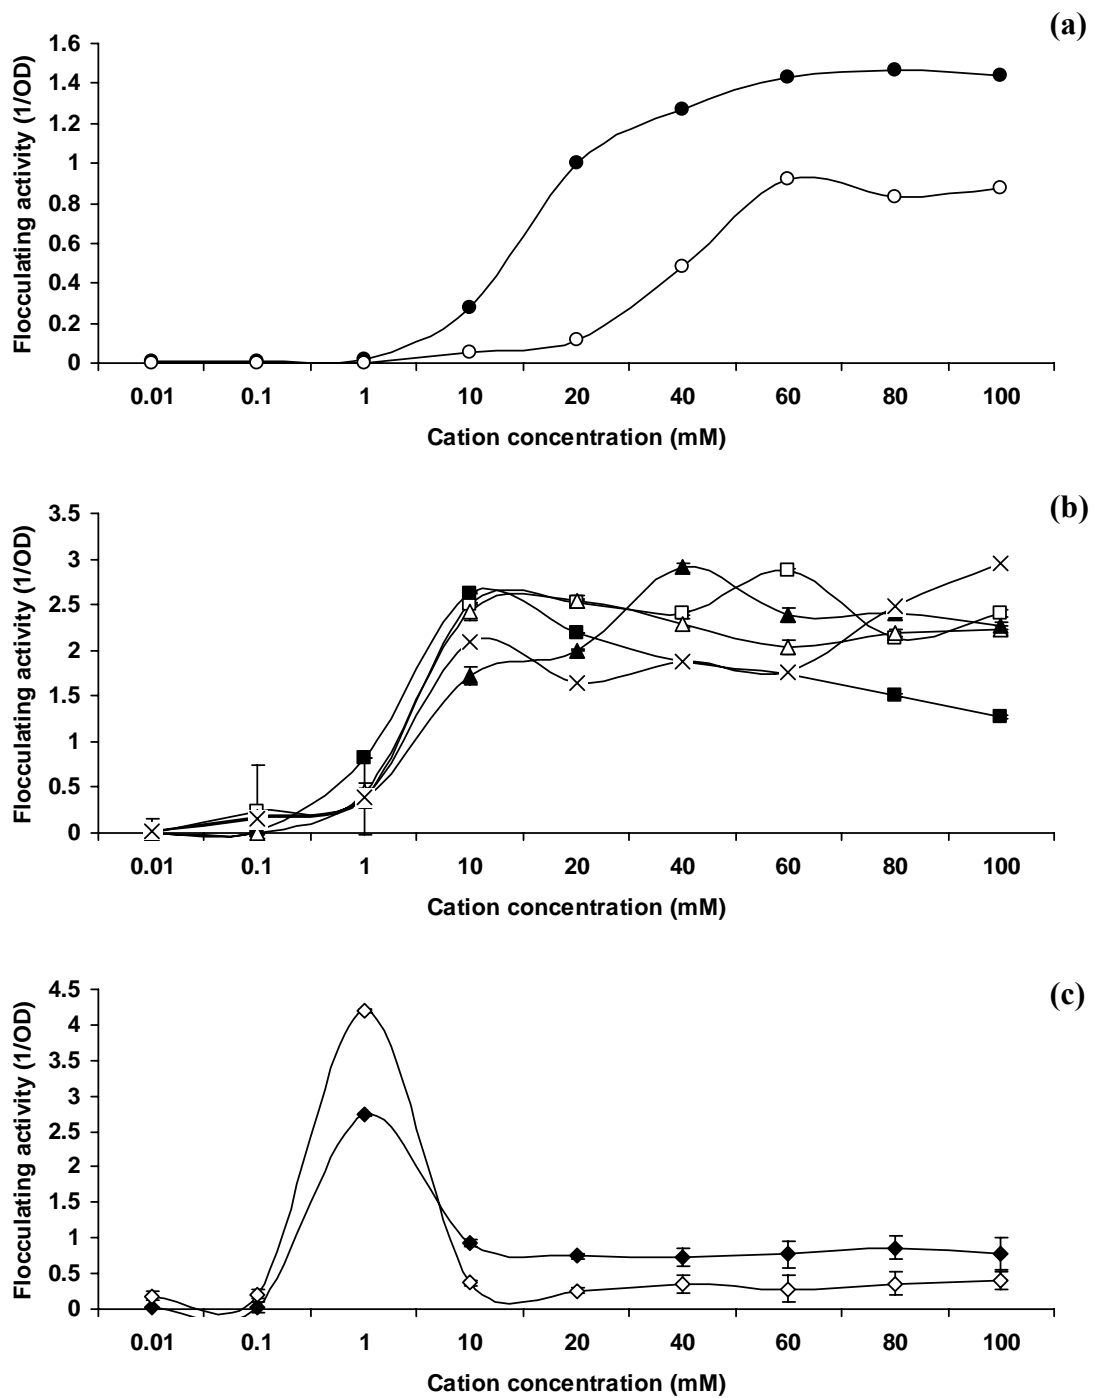 (a)
Flocculating activity (1/OD)
1.6
1.4
1.2
1
0.8
0.6
0.4
0.2
0
0.01 0.1 1 10 20 40 60 80 100
Cation concentration (mM)
(b)
Flocculating activity (1/OD)
3.5
3
2.5
2
1.5
1
0.5
0
0.01 0.1 1 10 20 40 60 80 100
Cation concentration (mM)
(c)
Flocculating activity (1/OD)
4.5
4
3.5
3
2.5
2
1.5
1
0.5
0
0.01 0.1 1 10 20 40 60 80 100
Cation concentration (mM)